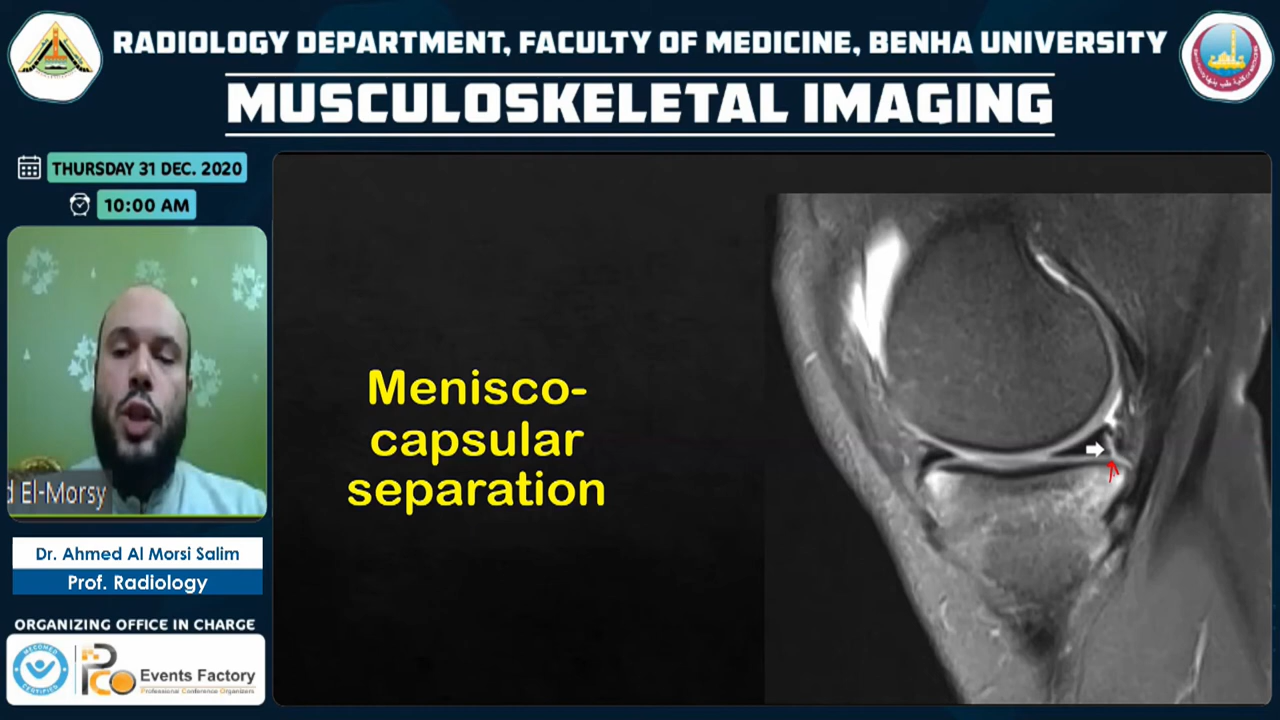 RADIOLOGY DEPARTMENT, FACULTY OF MEDICINE, BENHA UNIVERSITY
MUSCULOSKELETAL IMAGING
THURSDAY 31 DEC. 2020
10:00 AM
Menisco-
capsular
separation
d El-Morsy
Dr. Ahmed Al Morsi Salim
Prof. Radiology
ORGANIZING OFFICE IN CHARGE
Events Factory
Professional Conference Organizers